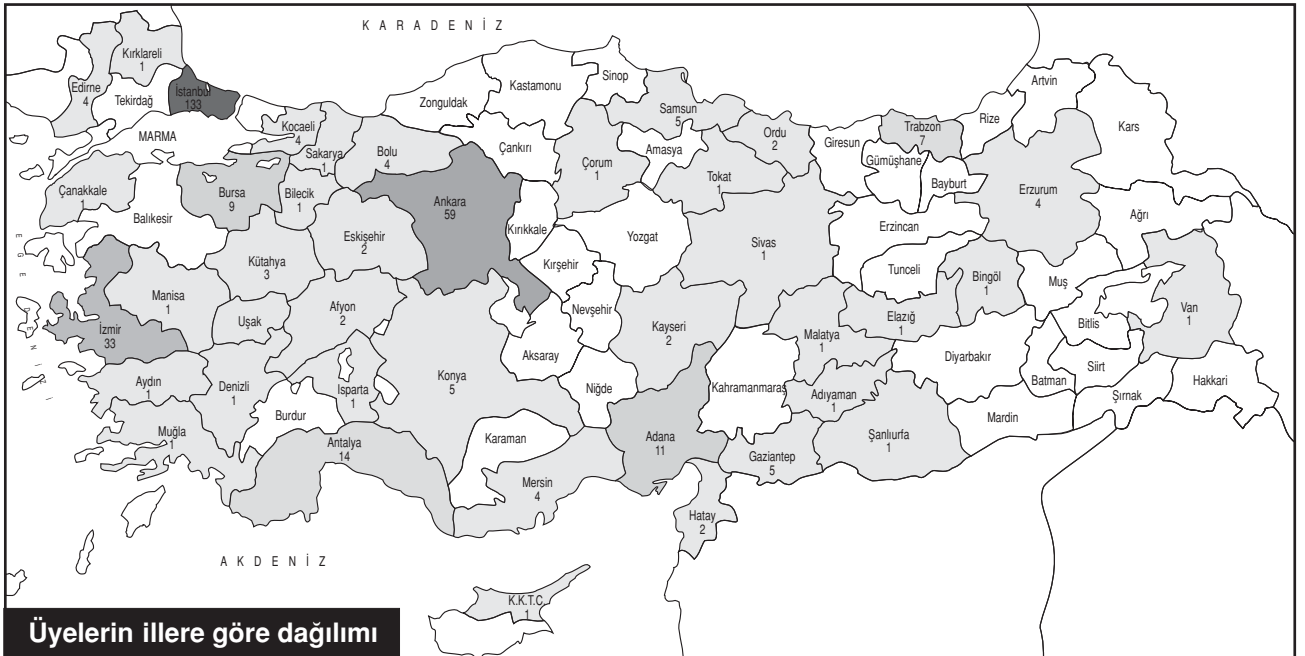 KARADENİZ
Kırklareli
1
Edirne
4
Tekirdağ
İstanbul
133
MARMA
Kocaeli
4
Sakarya
1
Bolu
4
Zonguldak
Kastamonu
Sinop
Çankırı
Samsun
5
Amasya
Çorum
1
Ordu
2
Tokat
1
Giresun
Trabzon
7
Gümüşhane
Bayburt
Rize
Artvin
Kars
Erzurum
4
Ağrı
Çanakkale
1
Balıkesir
Bursa
9
Bilecik
1
Eskişehir
2
Ankara
59
Kırıkkale
Yozgat
Sivas
1
Erzincan
Tunceli
Bingöl
1
Muş
Van
1
Bitlis
EGE DENİZİ
Manisa
1
Kütahya
3
Uşak
Afyon
2
Kırşehir
Nevşehir
Kayseri
2
Malatya
1
Elazığ
1
Diyarbakır
Batman
Siirt
Şırnak
Hakkari
İzmir
33
Aydın
1
Denizli
1
Isparta
1
Burdur
Konya
5
Aksaray
Niğde
Kahramanmaraş
Adıyaman
1
Şanlıurfa
1
Mardin
Muğla
1
Antalya
14
Karaman
Mersin
4
Adana
11
Gaziantep
5
Hatay
2
AKDENİZ
K.K.T.C.
1
Üyelerin illere göre dağılımı